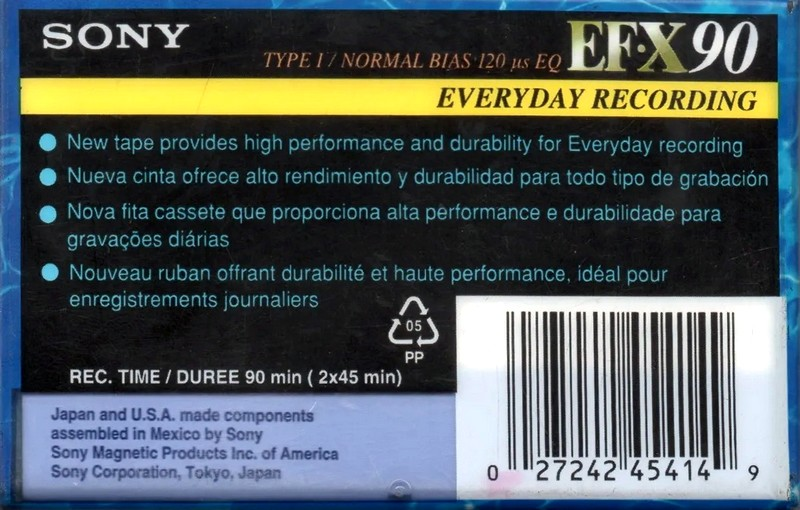 SONY
TYPE I / NORMAL BIAS 120 µs EQ
EF·X90
EVERYDAY RECORDING
● New tape provides high performance and durability for Everyday recording
● Nueva cinta ofrece alto rendimiento y durabilidad para todo tipo de grabación
● Nova fita cassete que proporciona alta performance e durabilidade para
gravações diárias
● Nouveau ruban offrant durabilité et haute performance, idéal pour
enregistrements journaliers
05
PP
REC. TIME / DUREE 90 min ( 2x45 min)
Japan and U.S.A. made components
assembled in Mexico by Sony
Sony Magnetic Products Inc. of America
Sony Corporation, Tokyo, Japan
0 27242 45414 9